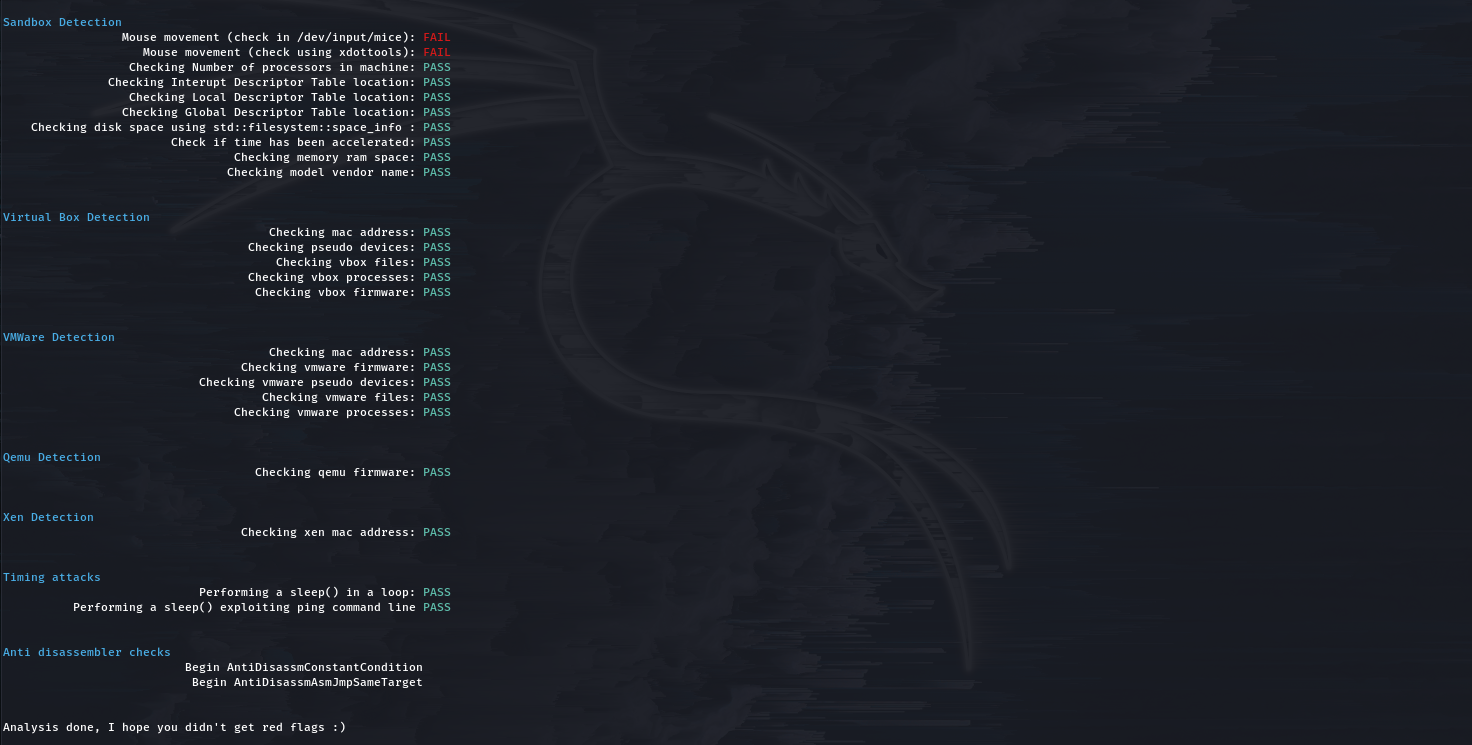 Sandbox Detection
Mouse movement (check in /dev/input/mice): FAIL
Mouse movement (check using xdottools): FAIL
Checking Number of processors in machine: PASS
Checking Interupt Descriptor Table location: PASS
Checking Local Descriptor Table location: PASS
Checking Global Descriptor Table location: PASS
Checking disk space using std::filesystem::space_info : PASS
Check if time has been accelerated: PASS
Checking memory ram space: PASS
Checking model vendor name: PASS
Virtual Box Detection
Checking mac address: PASS
Checking pseudo devices: PASS
Checking vbox files: PASS
Checking vbox processes: PASS
Checking vbox firmware: PASS
VMWare Detection
Checking mac address: PASS
Checking vmware firmware: PASS
Checking vmware pseudo devices: PASS
Checking vmware files: PASS
Checking vmware processes: PASS
Qemu Detection
Checking qemu firmware: PASS
Xen Detection
Checking xen mac address: PASS
Timing attacks
Performing a sleep() in a loop: PASS
Performing a sleep() exploiting ping command line PASS
Anti disassembler checks
Begin AntiDisassmConstantCondition
Begin AntiDisassmAsmJmpSameTarget
Analysis done, I hope you didn't get red flags :)